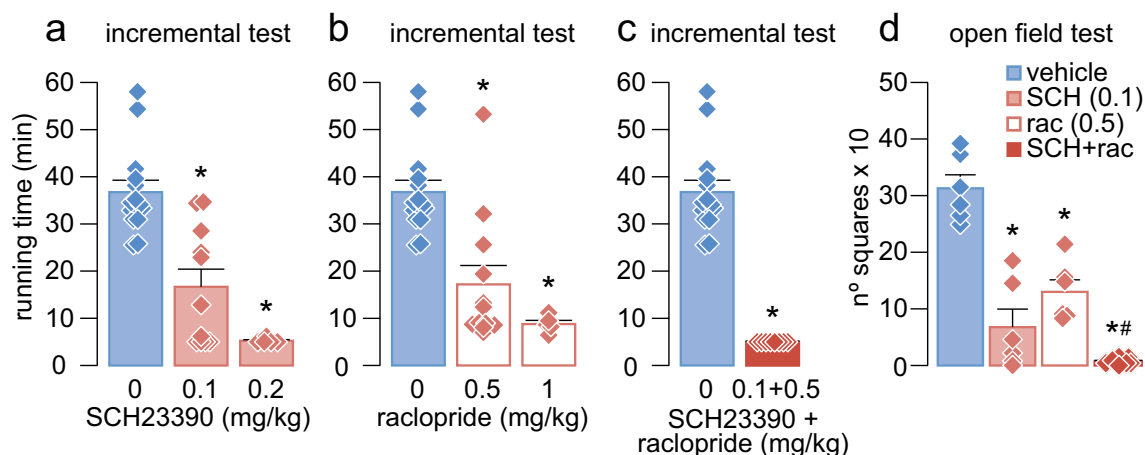 a incremental test
b incremental test
c incremental test
d open field test
running time (min)
60
50
40
30
20
10
0
*
*
0 0.1 0.2
SCH23390 (mg/kg)
60
50
40
30
20
10
0
*
*
0 0.5 1
raclopride (mg/kg)
60
50
40
30
20
10
0
*
0 0.1+0.5
SCH23390 +
raclopride (mg/kg)
nº squares x 10
50
40
30
20
10
0
vehicle
SCH (0.1)
rac (0.5)
SCH+rac
*
*
*#